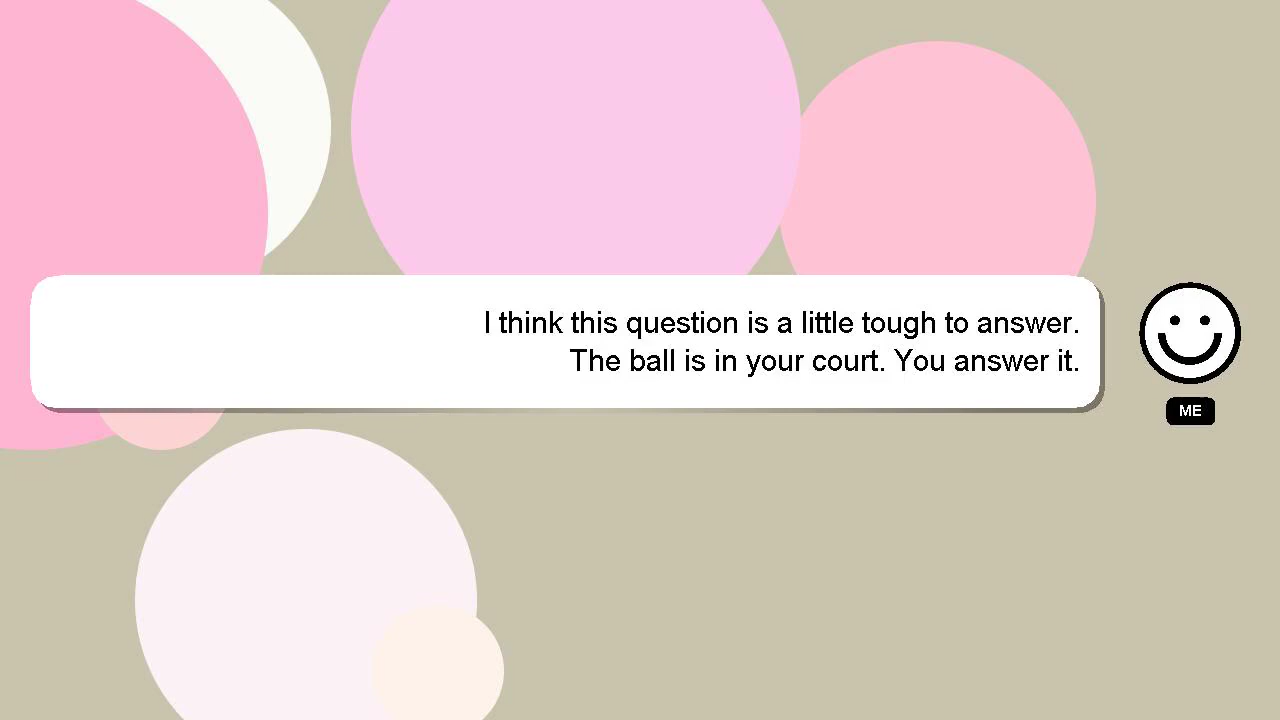 I think this question is a little tough to answer.
The ball is in your court. You answer it.
ME